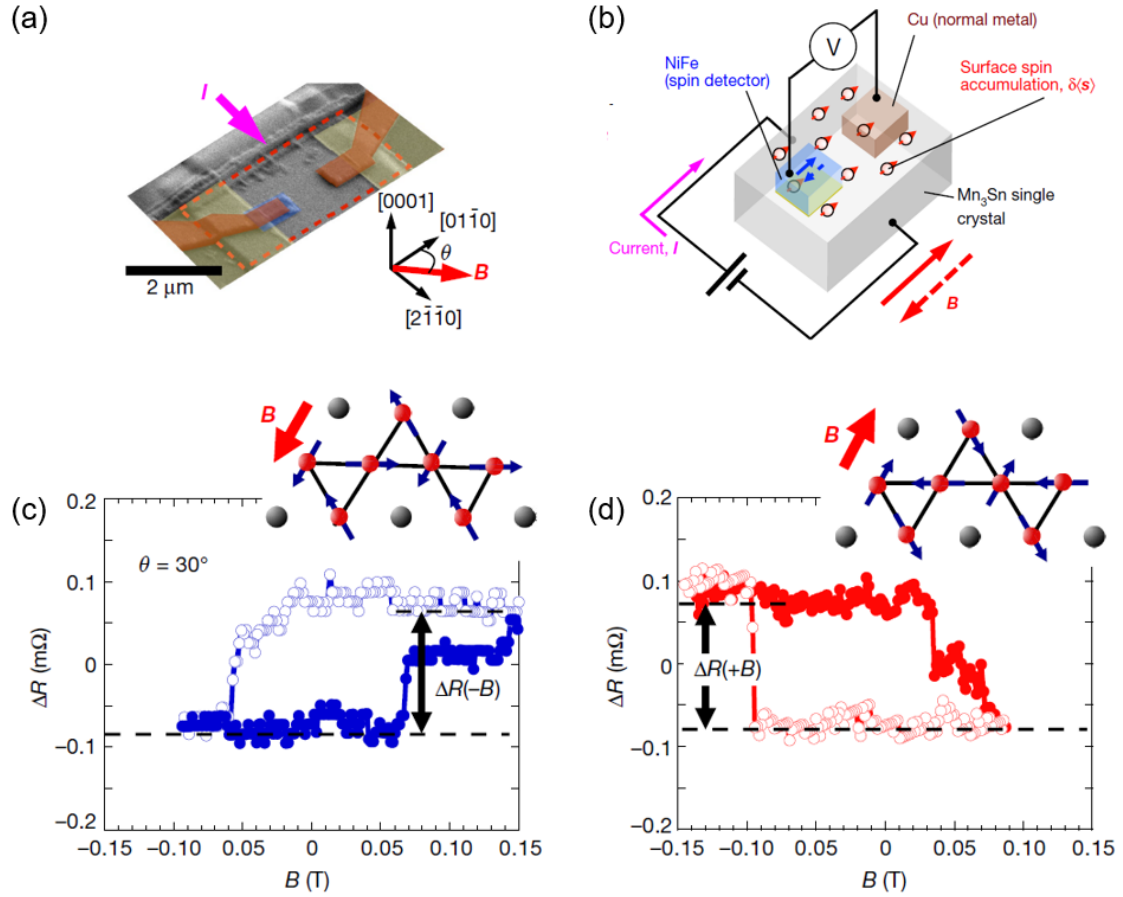 (a)
I
[0001]
[011̄0]
θ
B
[21̄1̄0]
2 μm
(b)
V
Cu (normal metal)
NiFe
(spin detector)
Surface spin
accumulation, δ⟨s⟩
Mn₃Sn single
crystal
Current, I
B
(c)
B
θ = 30°
ΔR(–B)
ΔR (mΩ)
0.2
0.1
0
–0.1
–0.2
–0.15
0.05
0
0.05
0.10
0.15
B (T)
(d)
B
ΔR(+B)
ΔR (mΩ)
0.2
0.1
0
–0.1
–0.2
–0.15
–0.10
0.05
0
0.05
0.10
0.15
B (T)